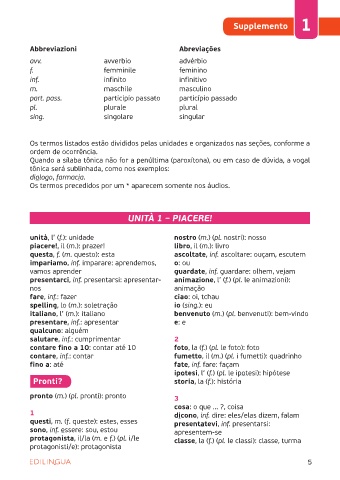 Supplemento 1
Abbreviazioni Abreviações
avv. avverbio advérbio
f. femminile feminino
inf. infinito infinitivo
m. maschile masculino
part. pass. participio passato particípio passado
pl. plurale plural
sing. singolare singular
Os termos listados estão divididos pelas unidades e organizados nas seções, conforme a
ordem de ocorrência.
Quando a sílaba tônica não for a penúltima (paroxítona), ou em caso de dúvida, a vogal
tônica será sublinhada, como nos exemplos:
dialogo, farmacia.
Os termos precedidos por um * aparecem somente nos áudios.
UNITÀ 1 – PIACERE!
unità, l' (f.): unidade
piacere!, il (m.): prazer!
questa, f. (m. questo): esta
impariamo, inf. imparare: aprendemos,
vamos aprender
presentarci, inf. presentarsi: apresentar-
nos
fare, inf.: fazer
spelling, lo (m.): soletração
italiano, l' (m.): italiano
presentare, inf.: apresentar
qualcuno: alguém
salutare, inf.: cumprimentar
contare fino a 10: contar até 10
contare, inf.: contar
fino a: até
Pronti?
pronto (m.) (pl. pronti): pronto
1
questi, m. (f. queste): estes, esses
sono, inf. essere: sou, estou
protagonista, il/la (m. e f.) (pl. i/le
protagonisti/e): protagonista
nostro (m.) (pl. nostri): nosso
libro, il (m.): livro
ascoltate, inf. ascoltare: ouçam, escutem
o: ou
guardate, inf. guardare: olhem, vejam
animazione, l' (f.) (pl. le animazioni):
animação
ciao: oi, tchau
io (sing.): eu
benvenuto (m.) (pl. benvenuti): bem-vindo
e: e
2
foto, la (f.) (pl. le foto): foto
fumetto, il (m.) (pl. i fumetti): quadrinho
fate, inf. fare: façam
ipotesi, l' (f.) (pl. le ipotesi): hipótese
storia, la (f.): história
3
cosa: o que ... ?, coisa
dicono, inf. dire: eles/elas dizem, falam
presentatevi, inf. presentarsi:
apresentem-se
classe, la (f.) (pl. le classi): classe, turma
EDILINGUA 5